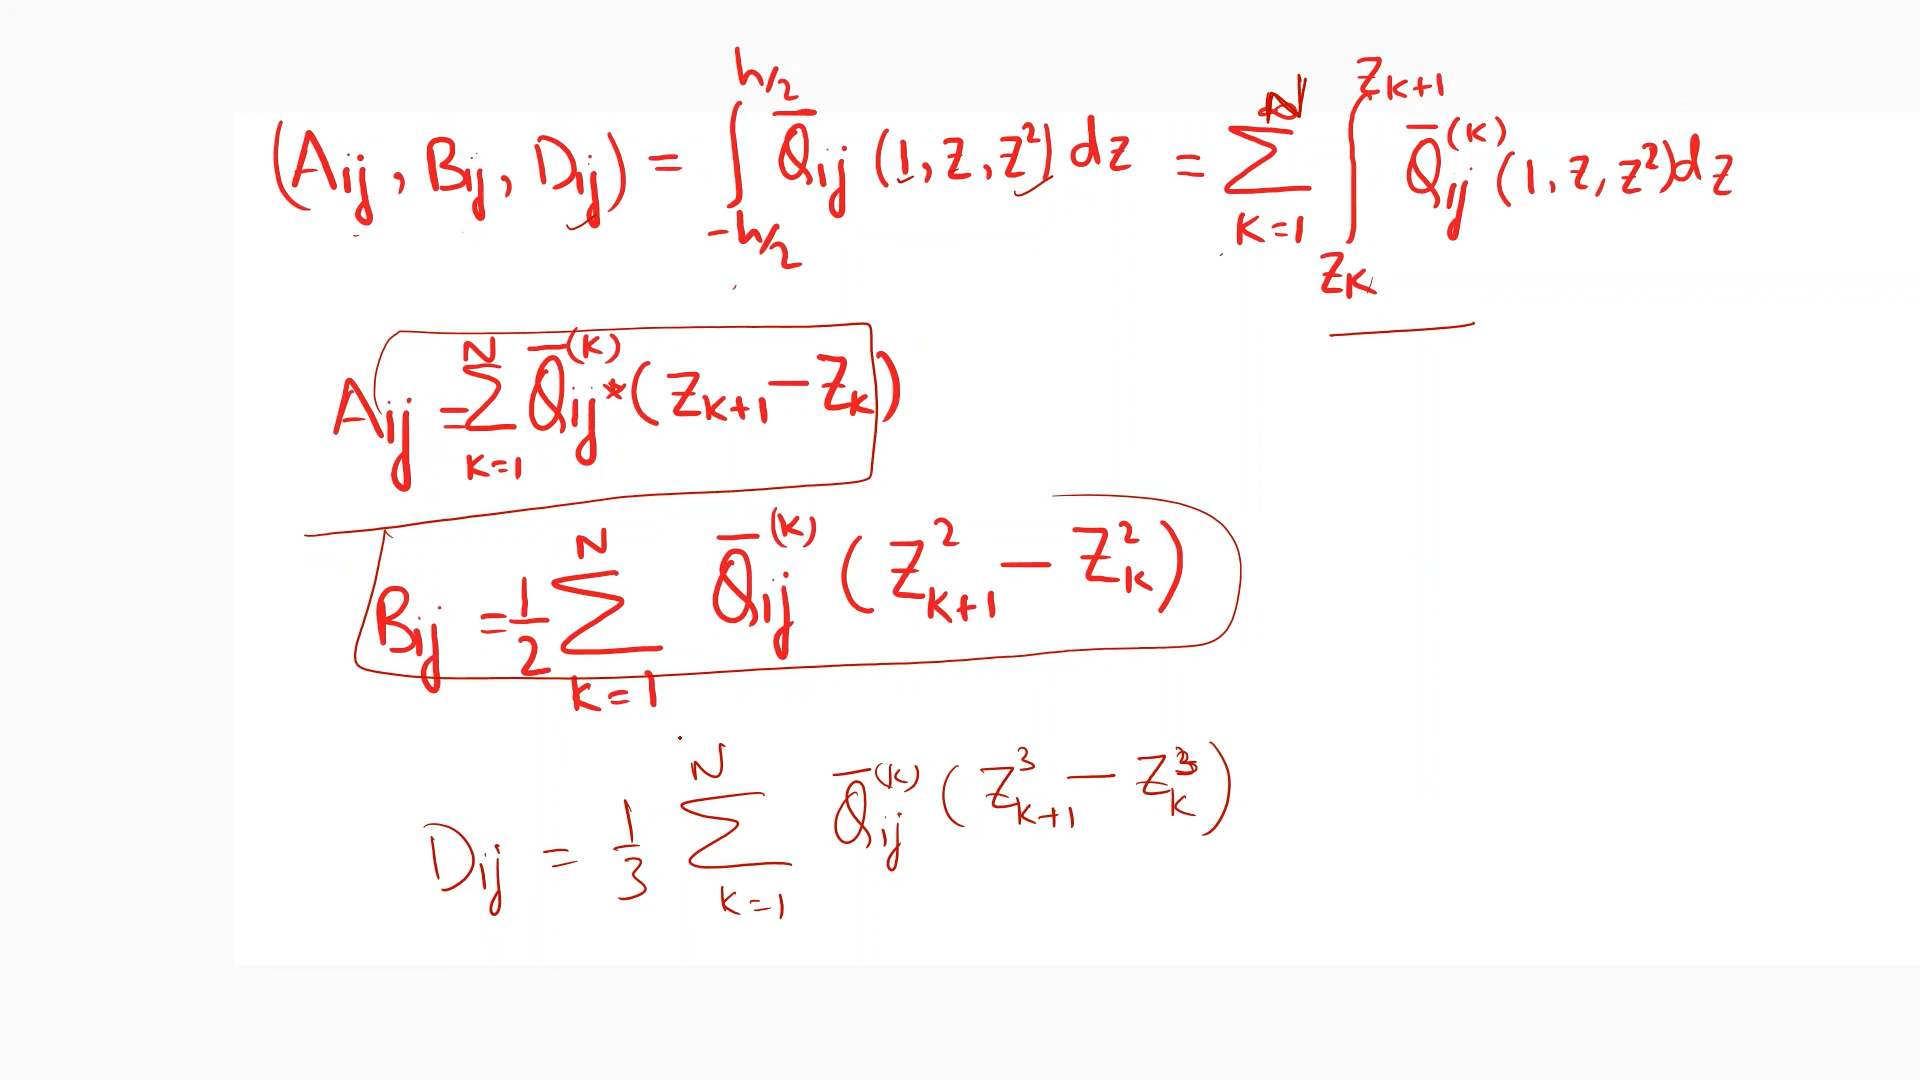 (Aij, Bij, Dij) = ∫_{-h/2}^{h/2} Q̅ij (1, z, z²) dz = Σ_{K=1}^{N} ∫_{ZK}^{ZK+1} Q̅ij^(K) (1, z, z²) dz
Aij = Σ_{K=1}^{N} Q̅ij^(K) * (ZK+1 − ZK)
Bij = 1/2 Σ_{K=1}^{N} Q̅ij^(K) (Z²K+1 − Z²K)
Dij = 1/3 Σ_{K=1}^{N} Q̅ij^(K) (Z³K+1 − Z³K)